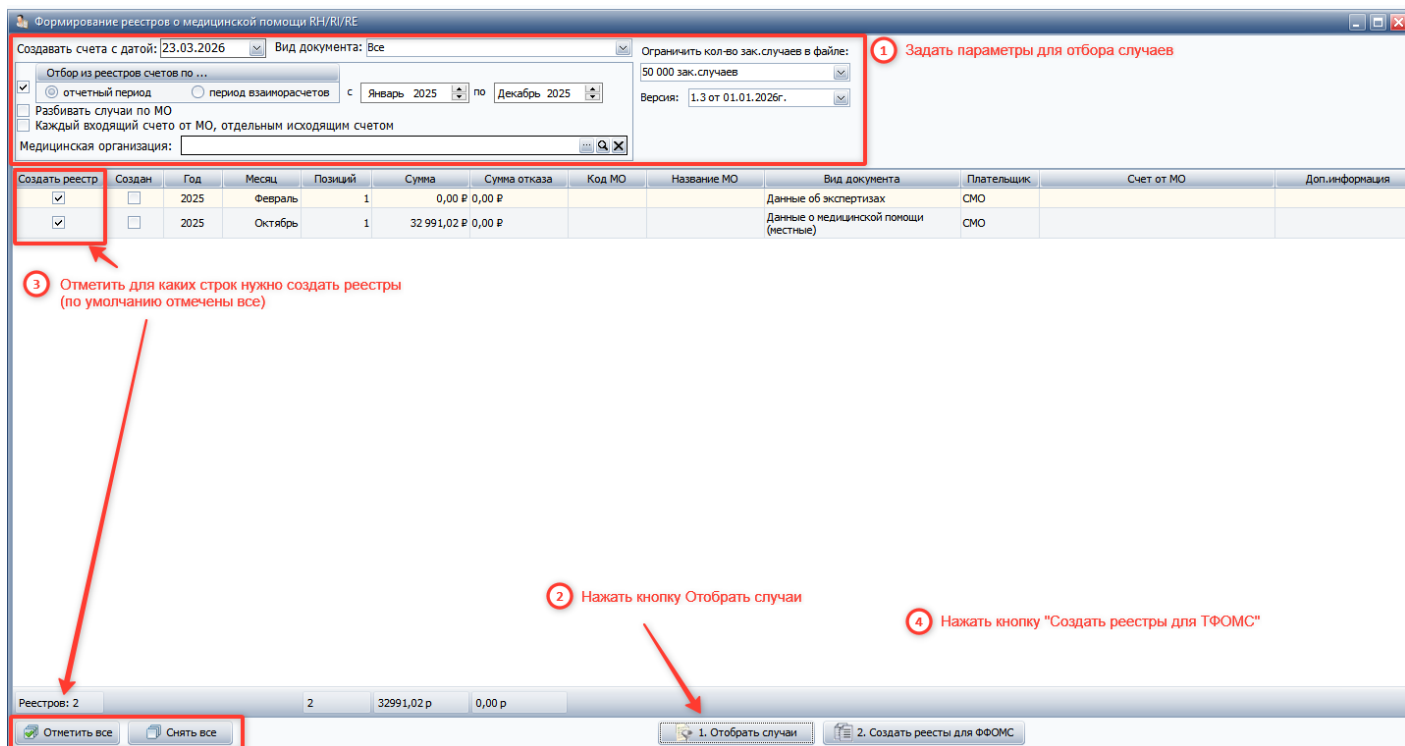 Формирование реестров о медицинской помощи RH/RI/RE
Создавать счета с датой: 23.03.2026 Вид документа: Все
Ограничить кол-во зак.случаев в файле:
1 Задать параметры для отбора случаев
Отбор из реестров счетов по ...
50 000 зак.случаев
отчетный период период взаиморасчетов с Январь 2025 по Декабрь 2025
Версия: 1.3 от 01.01.2026г.
Разбивать случаи по МО
Каждый входящий счето от МО, отдельным исходящим счетом
Медицинская организация:
Создать реестр Создан Год Месяц Позиций Сумма Сумма отказа Код МО Название МО Вид документа Плательщик Счет от МО Доп.информация
2025 Февраль 1 0,00 ₽ 0,00 ₽ Данные об экспертизах СМО
2025 Октябрь 1 32 991,02 ₽ 0,00 ₽ Данные о медицинской помощи (местные) СМО
3 Отметить для каких строк нужно создать реестры
(по умолчанию отмечены все)
2 Нажать кнопку Отобрать случаи
4 Нажать кнопку "Создать реестры для ТФОМС"
Реестров: 2 2 32991,02 р 0,00 р
Отметить все Снять все 1. Отобрать случаи 2. Создать реесты для ФФОМС